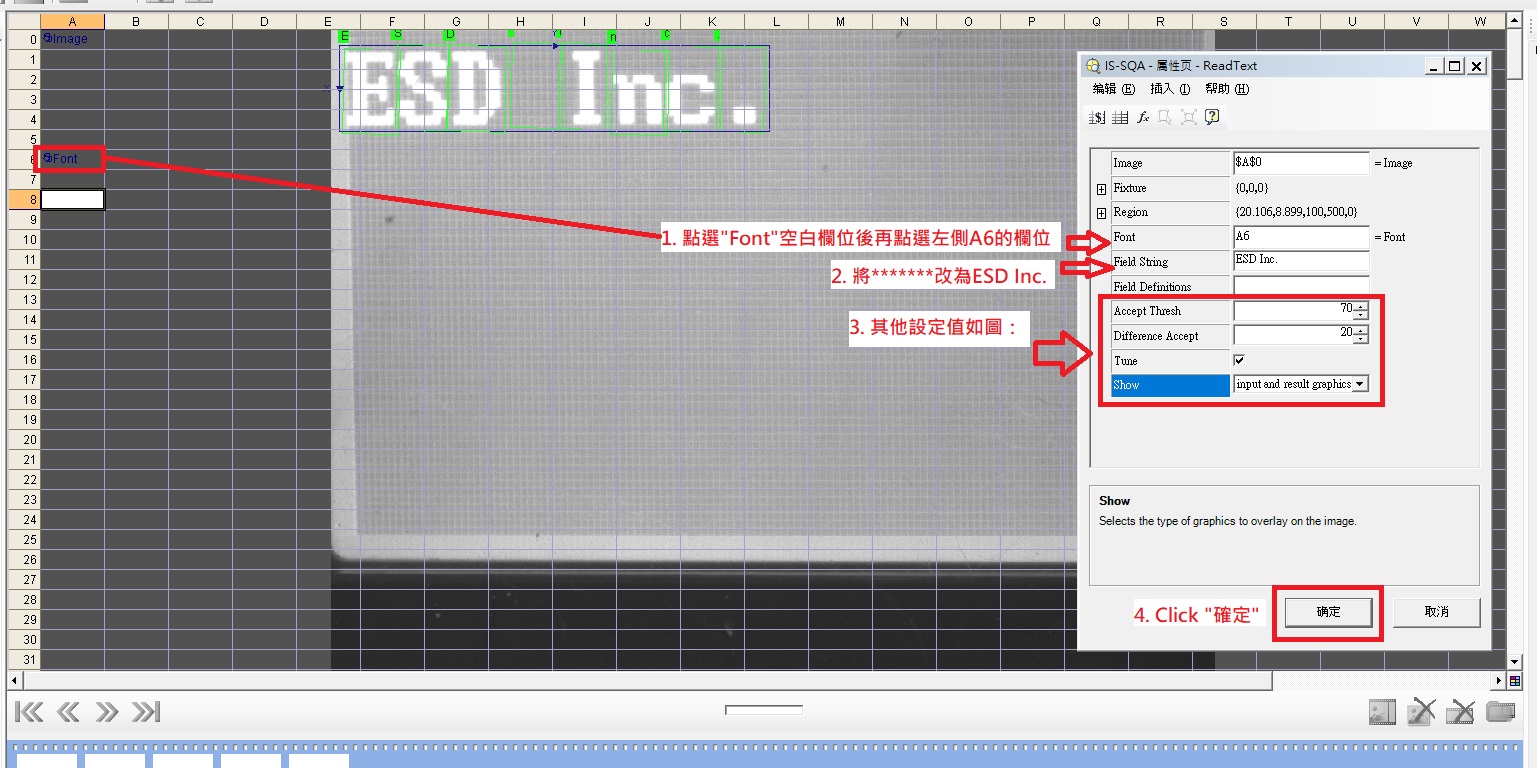 A B C D E F G H I J K L M N O P Q R S T U V W
0 Image
1
2
3
4
5
6 Font
7
8
9
10
11
12
13
14
15
16
17
18
19
20
21
22
23
24
25
26
27
28
29
30
31
E S D I n c .
ESD Inc.
1. 點選"Font"空白欄位後再點選左側A6的欄位
2. 將*******改為ESD Inc.
3. 其他設定值如圖：
4. Click "確定"
IS-SQA - 属性页 - ReadText
编辑 (E) 插入 (I) 帮助 (H)
Image $A$0 = Image
Fixture {0,0,0}
Region {20.106,8.899,100,500,0}
Font A6 = Font
Field String ESD Inc.
Field Definitions
Accept Thresh 70
Difference Accept 20
Tune
Show input and result graphics
Show
Selects the type of graphics to overlay on the image.
确定 取消